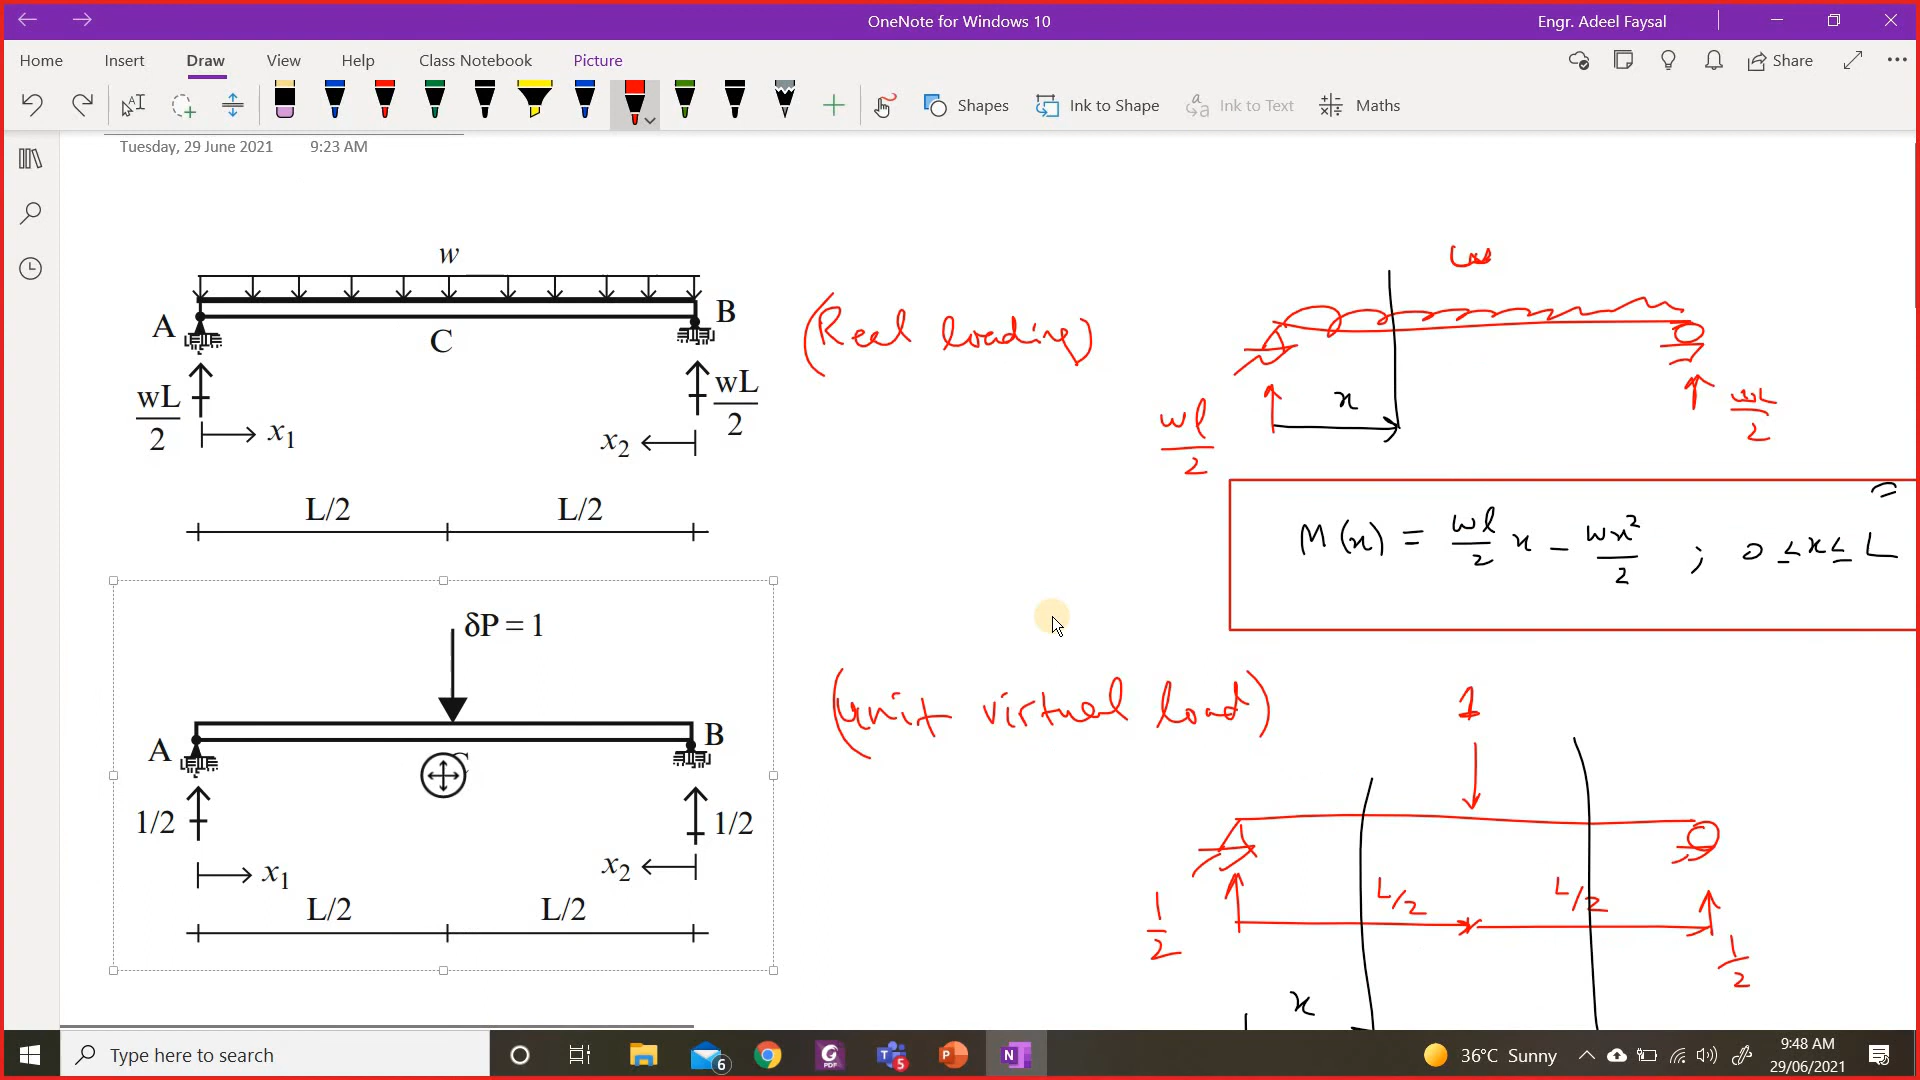 OneNote for Windows 10
Engr. Adeel Faysal
Home Insert Draw View Help Class Notebook Picture
Share
Shapes Ink to Shape Ink to Text Maths
Tuesday, 29 June 2021 9:23 AM
w
A
B
C
wL/2
wL/2
x₁
x₂
L/2 L/2
(Real loading)
w
x
wl/2
wL/2
M(x) = wl/2 x - wx²/2 ; 0 ≤ x ≤ L
δP = 1
A
B
1/2
1/2
x₁
x₂
L/2 L/2
(unit virtual load)
1
L/2 L/2
1/2
1/2
x
Type here to search
6
PDF
5
P
N
36°C Sunny
9:48 AM
29/06/2021